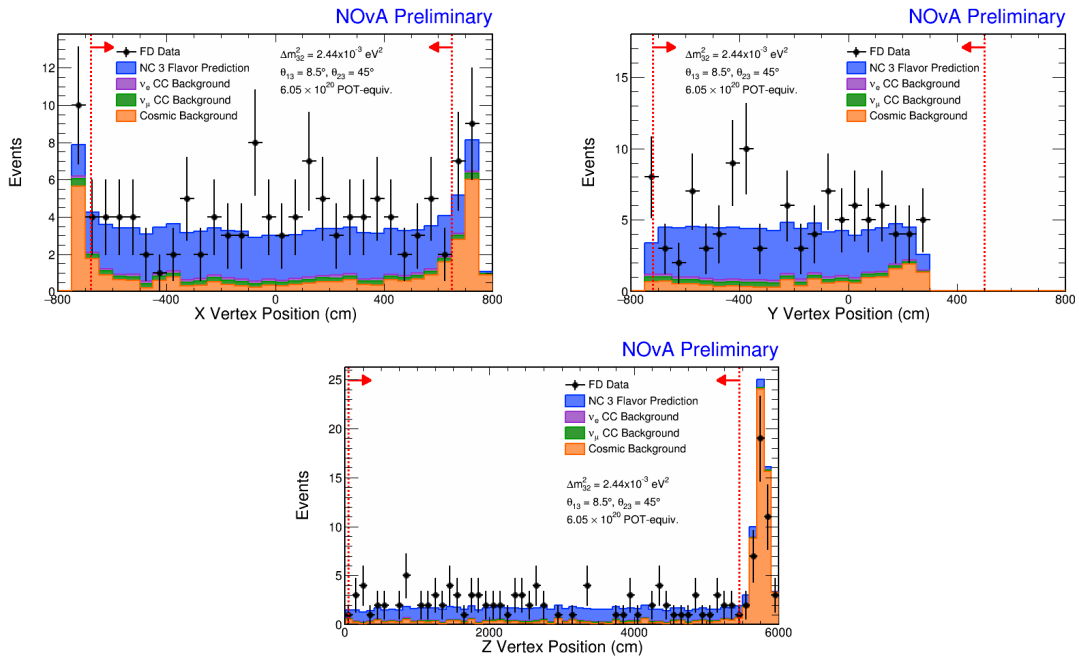 NOvA Preliminary
FD Data
NC 3 Flavor Prediction
νe CC Background
νμ CC Background
Cosmic Background
Δm²₃₂ = 2.44x10⁻³ eV²
θ₁₃ = 8.5°, θ₂₃ = 45°
6.05 × 10²⁰ POT-equiv.
Events
12
10
8
6
4
2
0
-800 -400 0 400 800
X Vertex Position (cm)
NOvA Preliminary
Δm²₃₂ = 2.44x10⁻³ eV²
θ₁₃ = 8.5°, θ₂₃ = 45°
6.05 × 10²⁰ POT-equiv.
FD Data
NC 3 Flavor Prediction
νe CC Background
νμ CC Background
Cosmic Background
Events
15
10
5
0
-800 -400 0 400 800
Y Vertex Position (cm)
NOvA Preliminary
FD Data
NC 3 Flavor Prediction
νe CC Background
νμ CC Background
Cosmic Background
Δm²₃₂ = 2.44x10⁻³ eV²
θ₁₃ = 8.5°, θ₂₃ = 45°
6.05 × 10²⁰ POT-equiv.
Events
25
20
15
10
5
0
0 2000 4000 6000
Z Vertex Position (cm)